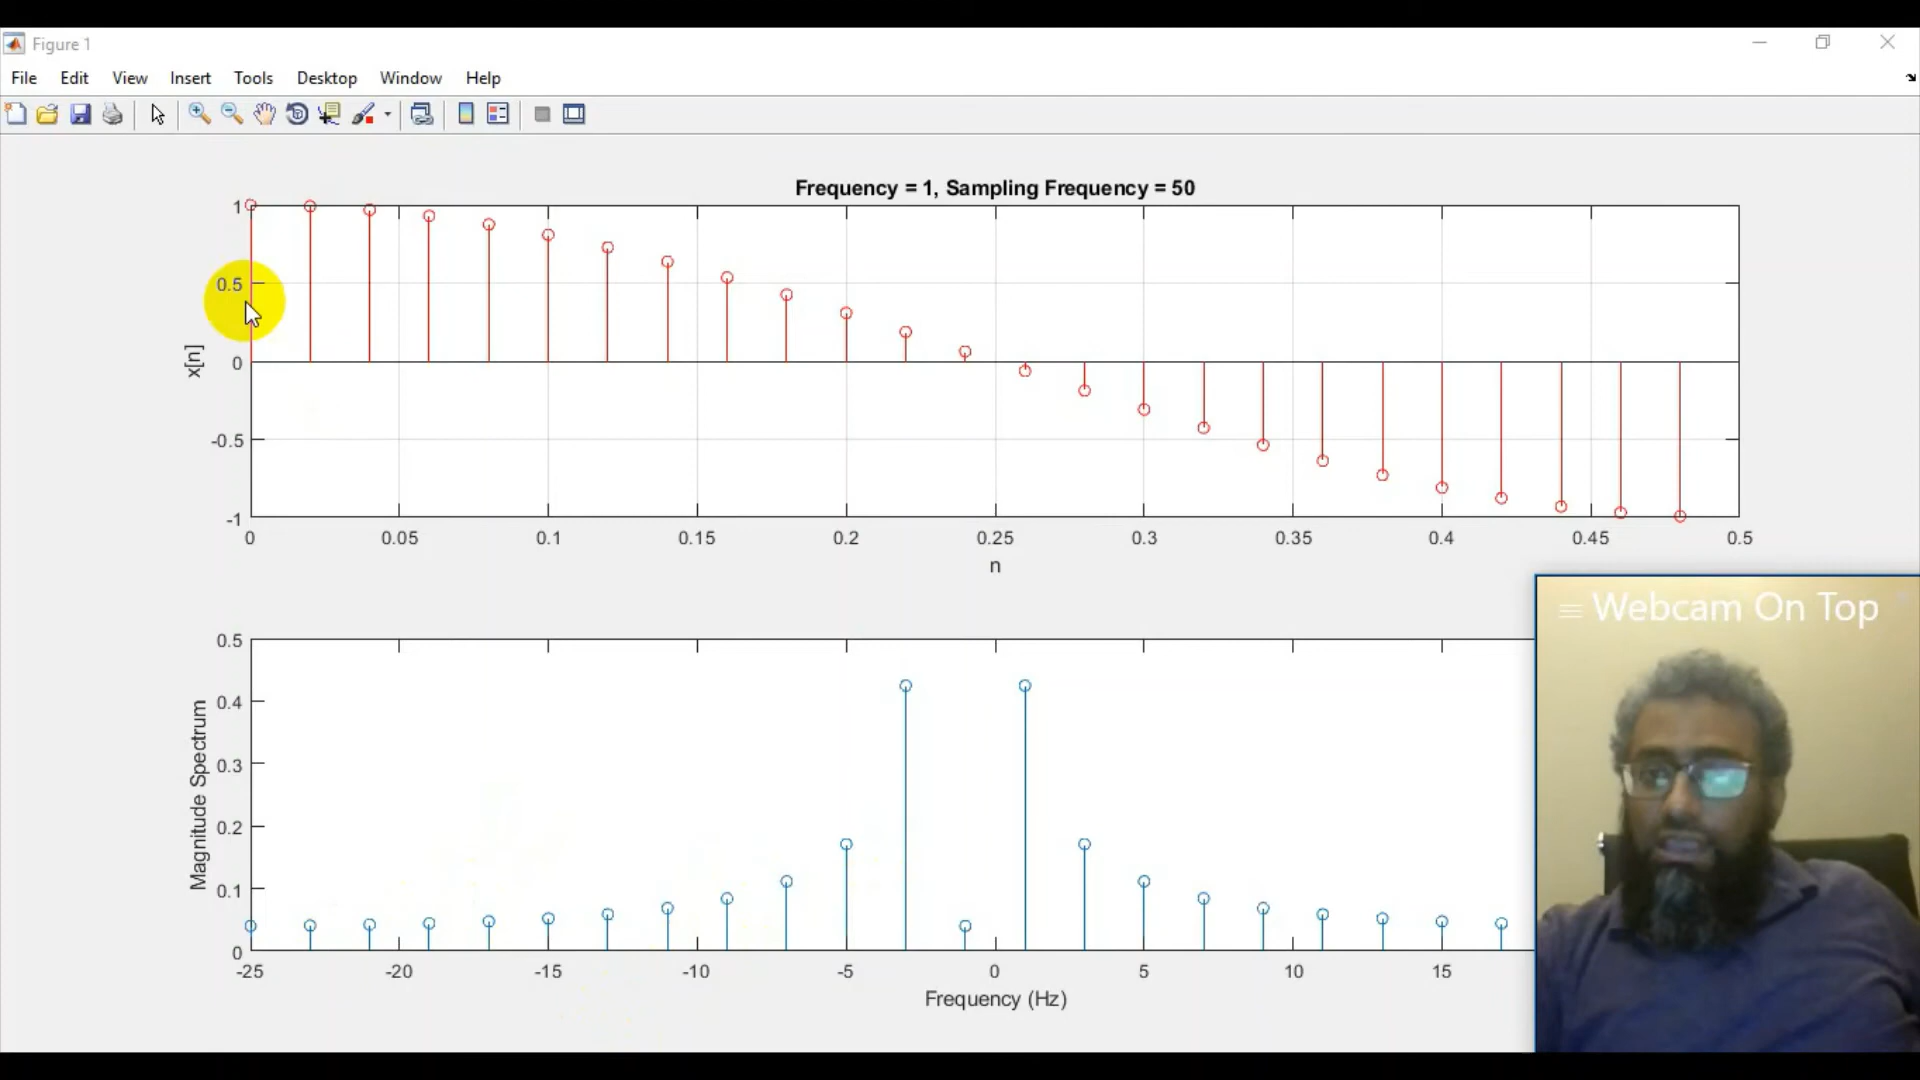 Figure 1
File Edit View Insert Tools Desktop Window Help
Frequency = 1, Sampling Frequency = 50
1
0.5
0
-0.5
-1
x[n]
0 0.05 0.1 0.15 0.2 0.25 0.3 0.35 0.4 0.45 0.5
n
Webcam On Top
0.5
0.4
0.3
0.2
0.1
0
Magnitude Spectrum
-25 -20 -15 -10 -5 0 5 10 15
Frequency (Hz)